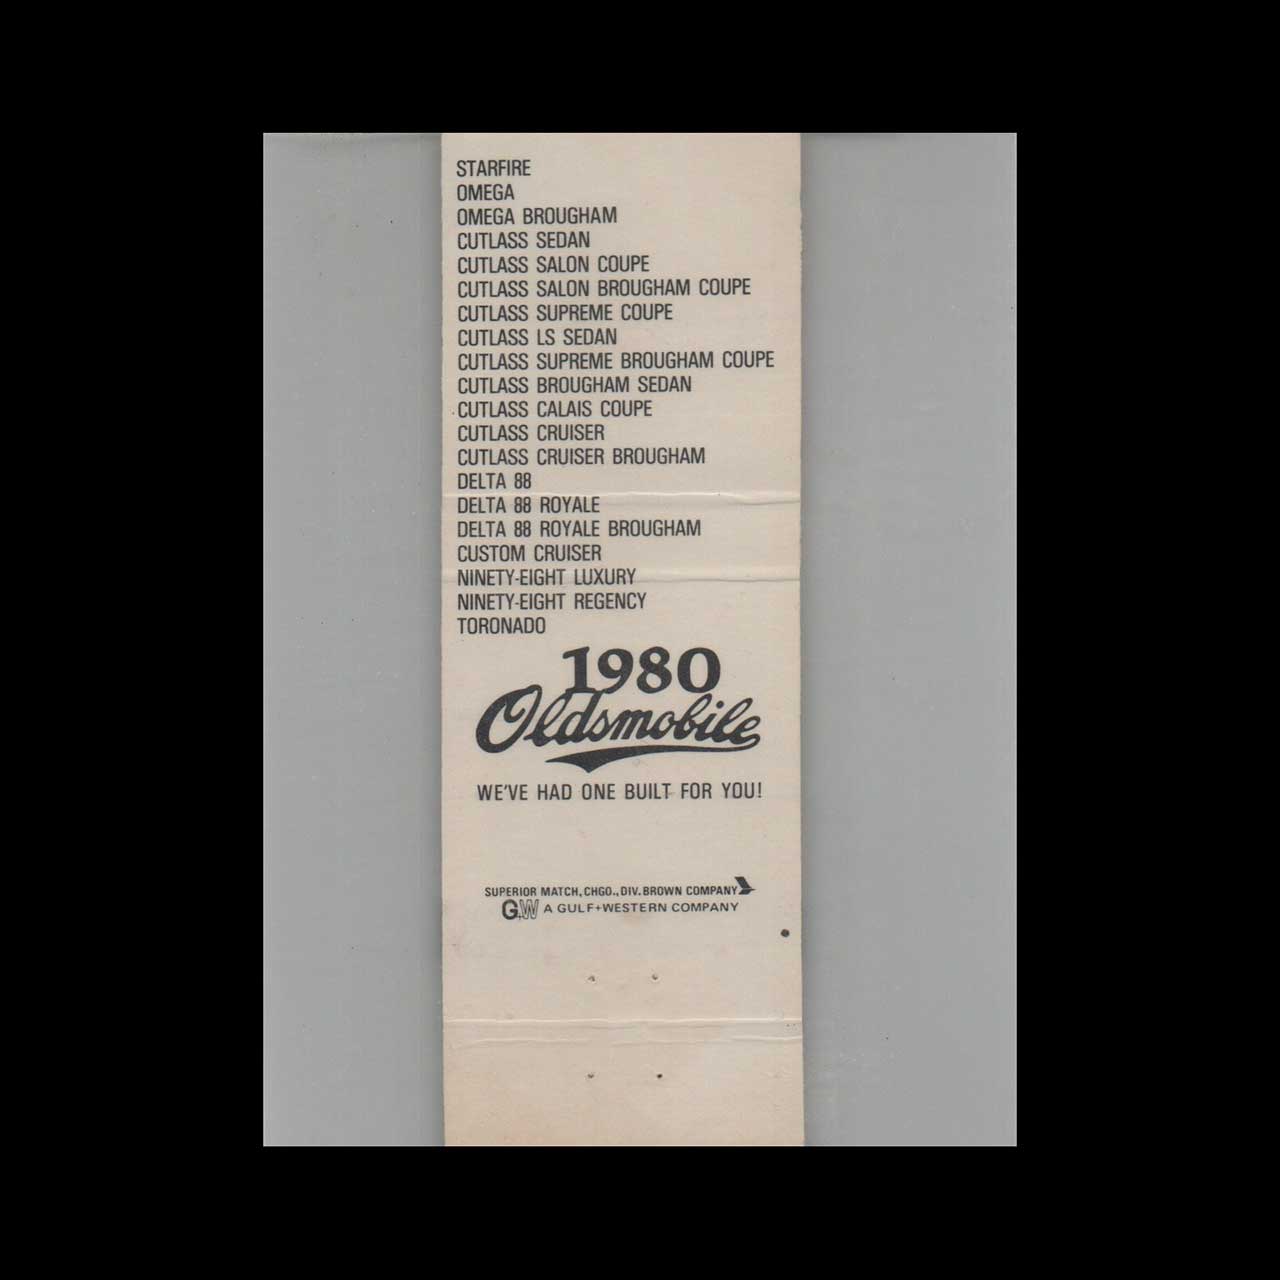 STARFIRE
OMEGA
OMEGA BROUGHAM
CUTLASS SEDAN
CUTLASS SALON COUPE
CUTLASS SALON BROUGHAM COUPE
CUTLASS SUPREME COUPE
CUTLASS LS SEDAN
CUTLASS SUPREME BROUGHAM COUPE
CUTLASS BROUGHAM SEDAN
CUTLASS CALAIS COUPE
CUTLASS CRUISER
CUTLASS CRUISER BROUGHAM
DELTA 88
DELTA 88 ROYALE
DELTA 88 ROYALE BROUGHAM
CUSTOM CRUISER
NINETY-EIGHT LUXURY
NINETY-EIGHT REGENCY
TORONADO
1980
Oldsmobile
WE'VE HAD ONE BUILT FOR YOU!
SUPERIOR MATCH, CHGO., DIV. BROWN COMPANY
G+W A GULF+WESTERN COMPANY